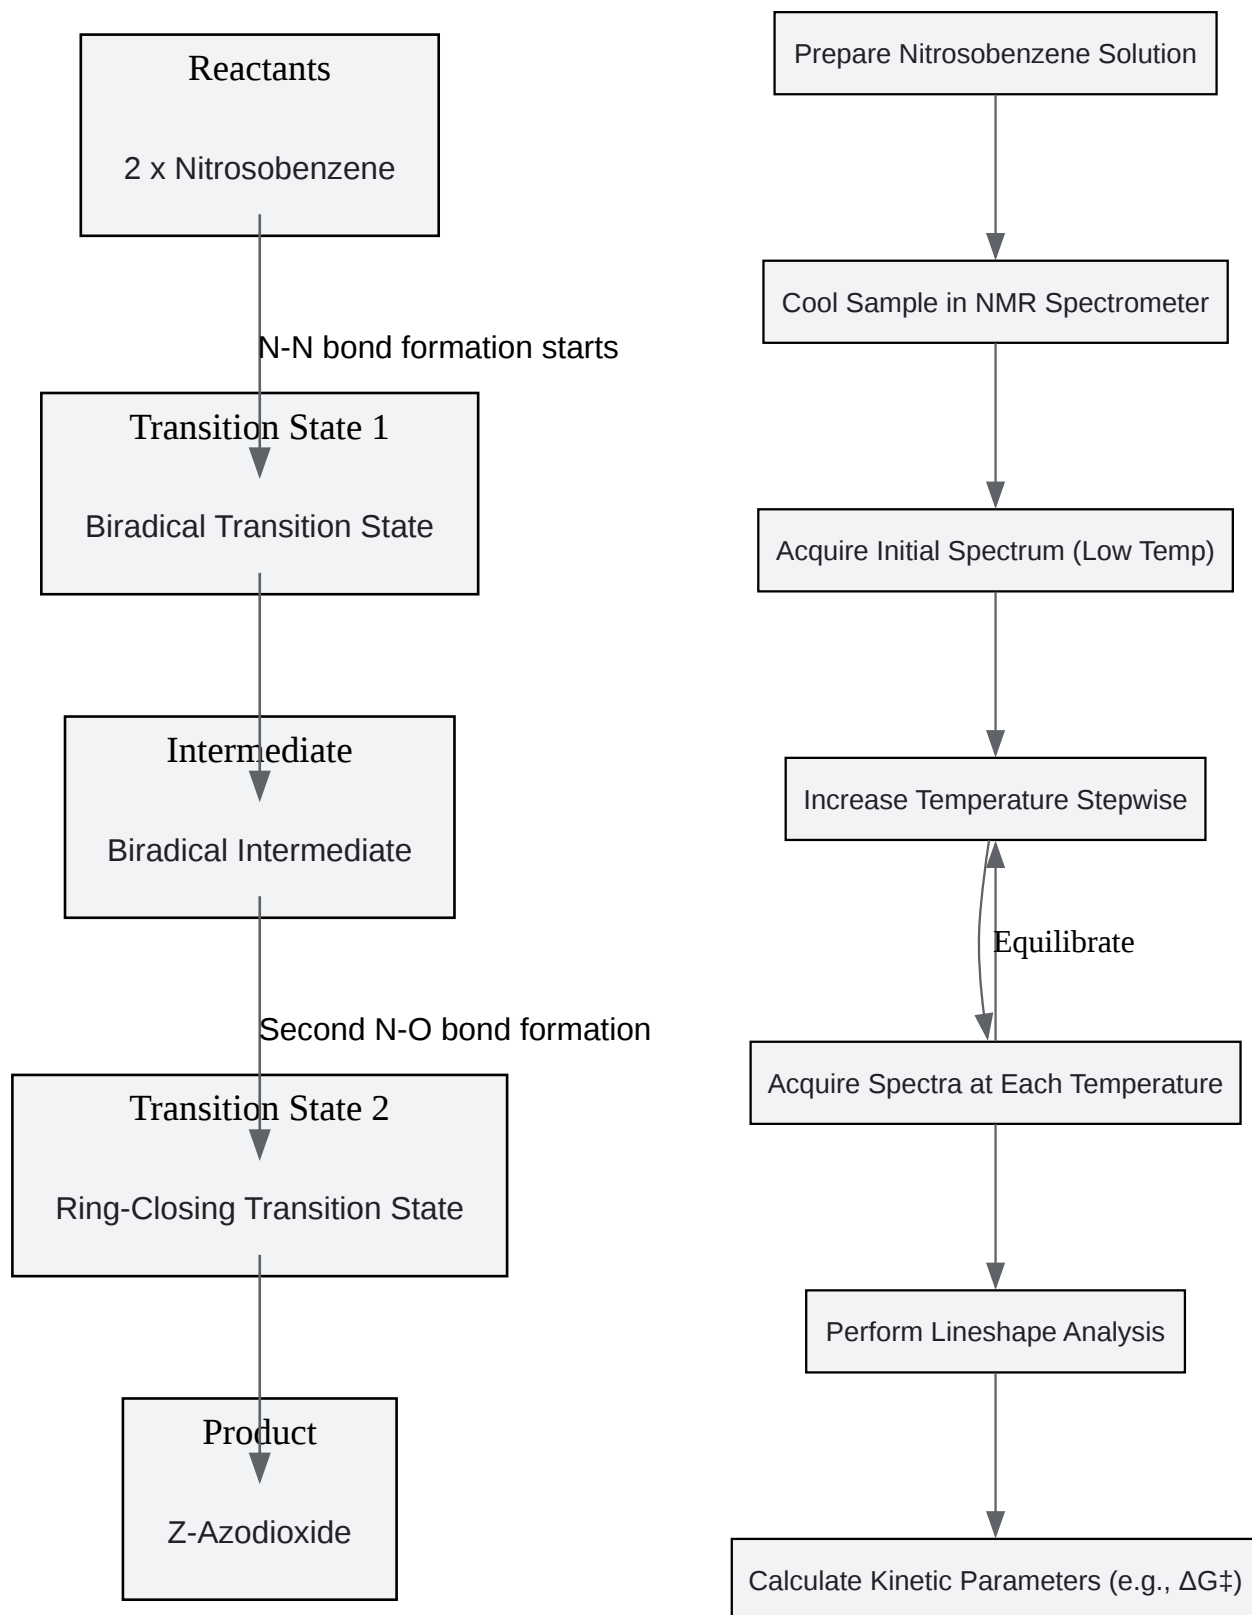 Reactants
2 x Nitrosobenzene
N-N bond formation starts
Transition State 1
Biradical Transition State
Intermediate
Biradical Intermediate
Second N-O bond formation
Transition State 2
Ring-Closing Transition State
Product
Z-Azodioxide
Prepare Nitrosobenzene Solution
Cool Sample in NMR Spectrometer
Acquire Initial Spectrum (Low Temp)
Increase Temperature Stepwise
Equilibrate
Acquire Spectra at Each Temperature
Perform Lineshape Analysis
Calculate Kinetic Parameters (e.g., ΔG‡)